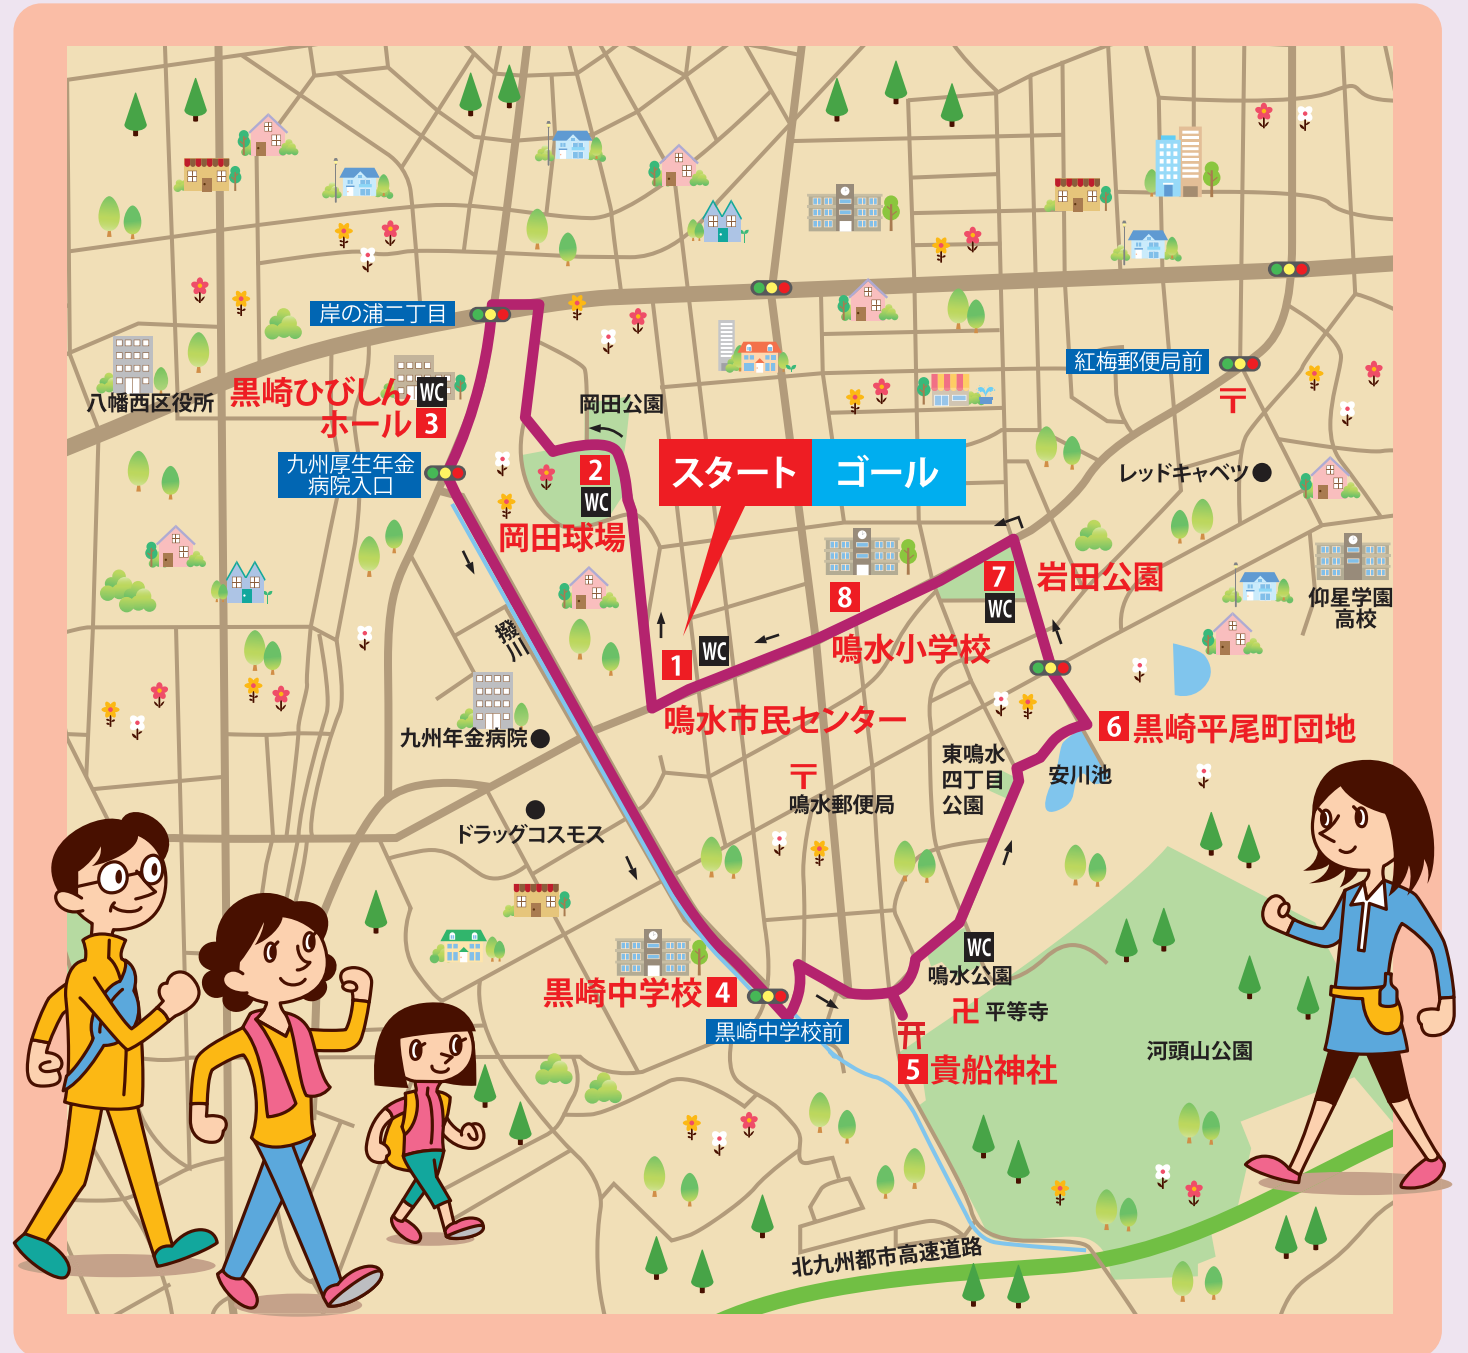 岸の浦二丁目
紅梅郵便局前
〒
八幡西区役所
黒崎ひびしん
ホール 3
WC
岡田公園
スタート ゴール
九州厚生年金
病院入口
2
WC
岡田球場
レッドキャベツ
8
7
WC
岩田公園
仰星学園
高校
撥川
1
WC
鳴水小学校
鳴水市民センター
6 黒崎平尾町団地
九州年金病院
東鳴水
四丁目
公園
安川池
〒
鳴水郵便局
ドラッグコスモス
WC
鳴水公園
黒崎中学校 4
卍 平等寺
黒崎中学校前
河頭山公園
5 貴船神社
北九州都市高速道路